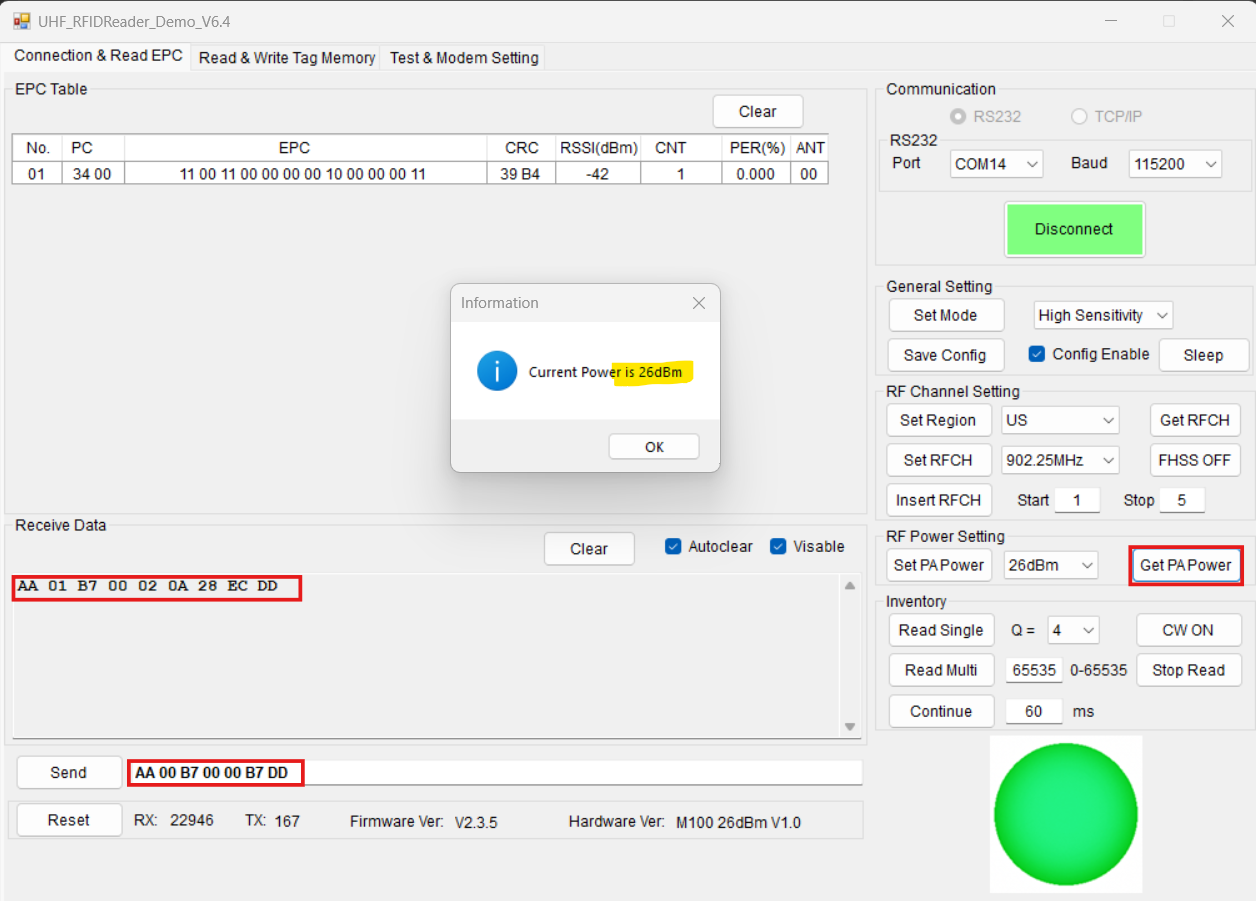 UHF_RFIDReader_Demo_V6.4
Connection & Read EPC Read & Write Tag Memory Test & Modem Setting
EPC Table
Clear
No. PC EPC CRC RSSI(dBm) CNT PER(%) ANT
01 34 00 11 00 11 00 00 00 00 10 00 00 00 11 39 B4 -42 1 0.000 00
Information
Current Power is 26dBm
OK
Receive Data
Clear Autoclear Visable
AA 01 B7 00 02 0A 28 EC DD
Send AA 00 B7 00 00 B7 DD
Reset RX: 22946 TX: 167 Firmware Ver: V2.3.5 Hardware Ver: M100 26dBm V1.0
Communication
RS232 TCP/IP
RS232
Port COM14 Baud 115200
Disconnect
General Setting
Set Mode High Sensitivity
Save Config Config Enable Sleep
RF Channel Setting
Set Region US Get RFCH
Set RFCH 902.25MHz FHSS OFF
Insert RFCH Start 1 Stop 5
RF Power Setting
Set PA Power 26dBm Get PA Power
Inventory
Read Single Q = 4 CW ON
Read Multi 65535 0-65535 Stop Read
Continue 60 ms